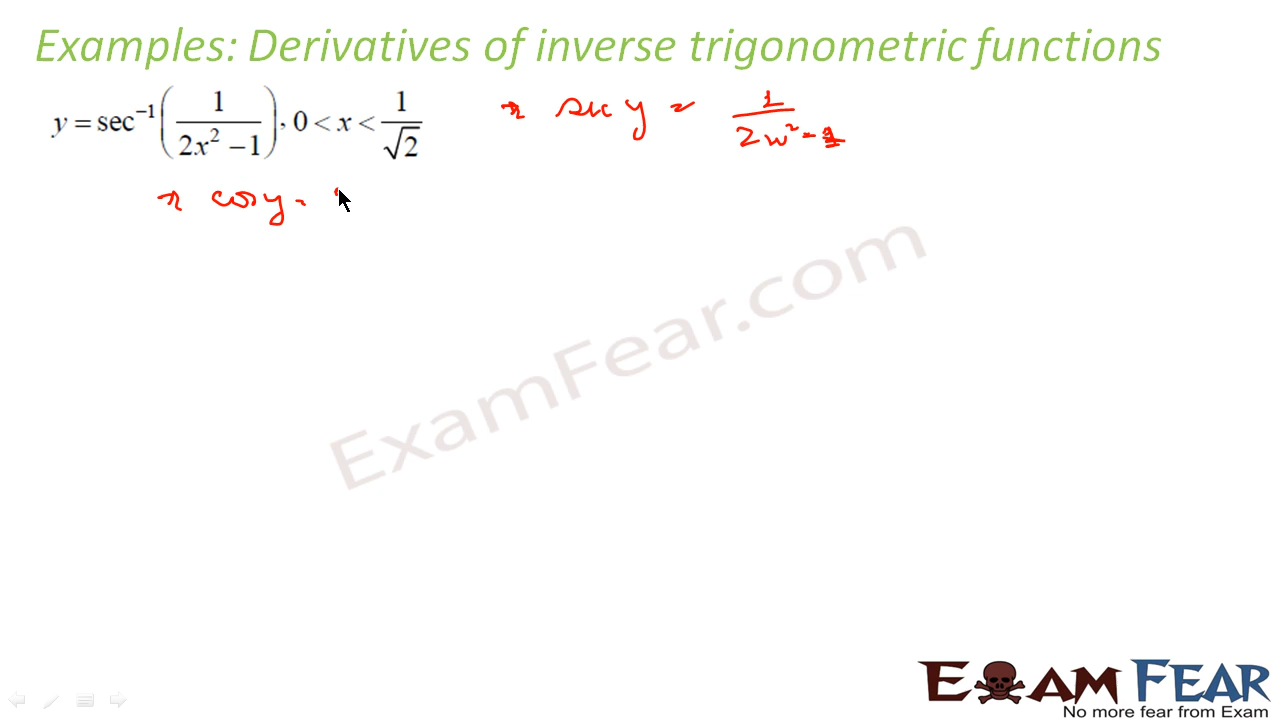 Examples: Derivatives of inverse trigonometric functions
y = sec⁻¹(1/(2x² − 1)), 0 < x < 1/√2
sec y = 1/(2x² - 1
cos y =
ExamFear.com
EXAM FEAR
No more fear from Exam